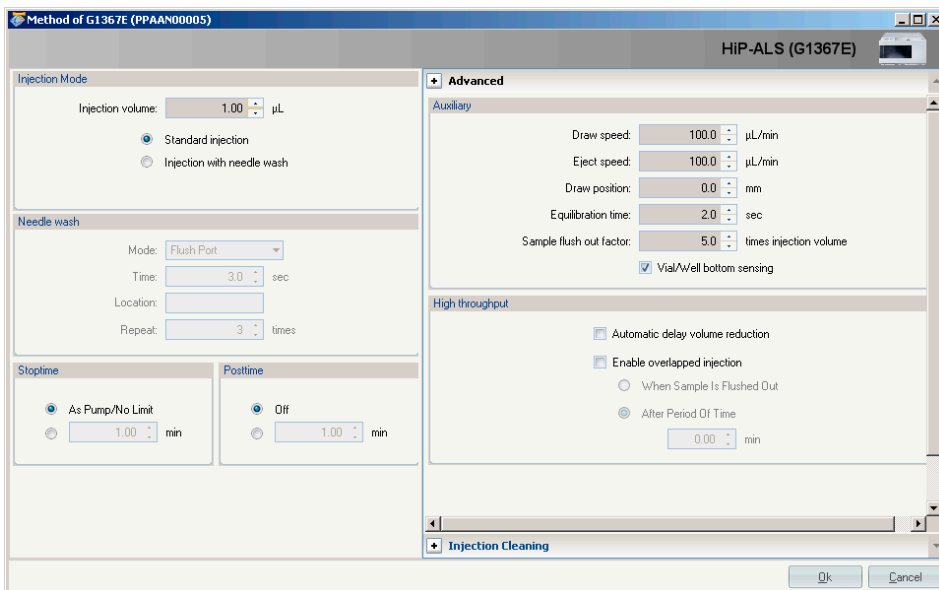 Method of G1367E (PPAAN00005)
HiP-ALS (G1367E)
Injection Mode
Injection volume: 1.00 µL
Standard injection
Injection with needle wash
Needle wash
Mode: Flush Port
Time: 3.0 sec
Location:
Repeat: 3 times
Stoptime
As Pump/No Limit
1.00 min
Posttime
Off
1.00 min
+ Advanced
Auxiliary
Draw speed: 100.0 µL/min
Eject speed: 100.0 µL/min
Draw position: 0.0 mm
Equilibration time: 2.0 sec
Sample flush out factor: 5.0 times injection volume
Vial/Well bottom sensing
High throughput
Automatic delay volume reduction
Enable overlapped injection
When Sample Is Flushed Out
After Period Of Time
0.00 min
+ Injection Cleaning
Ok Cancel